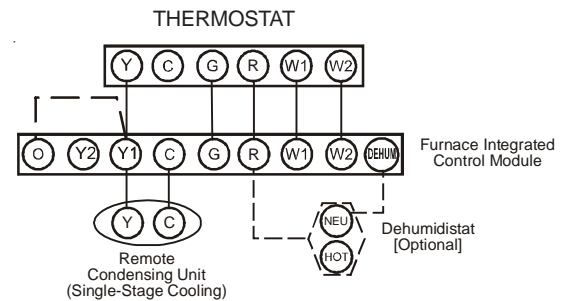 THERMOSTAT
Y C G R W1 W2
O Y2 Y1 C G R W1 W2 DEHUM
Furnace Integrated
Control Module
Y C
NEU
HOT
Dehumidistat
[Optional]
Remote
Condensing Unit
(Single-Stage Cooling)